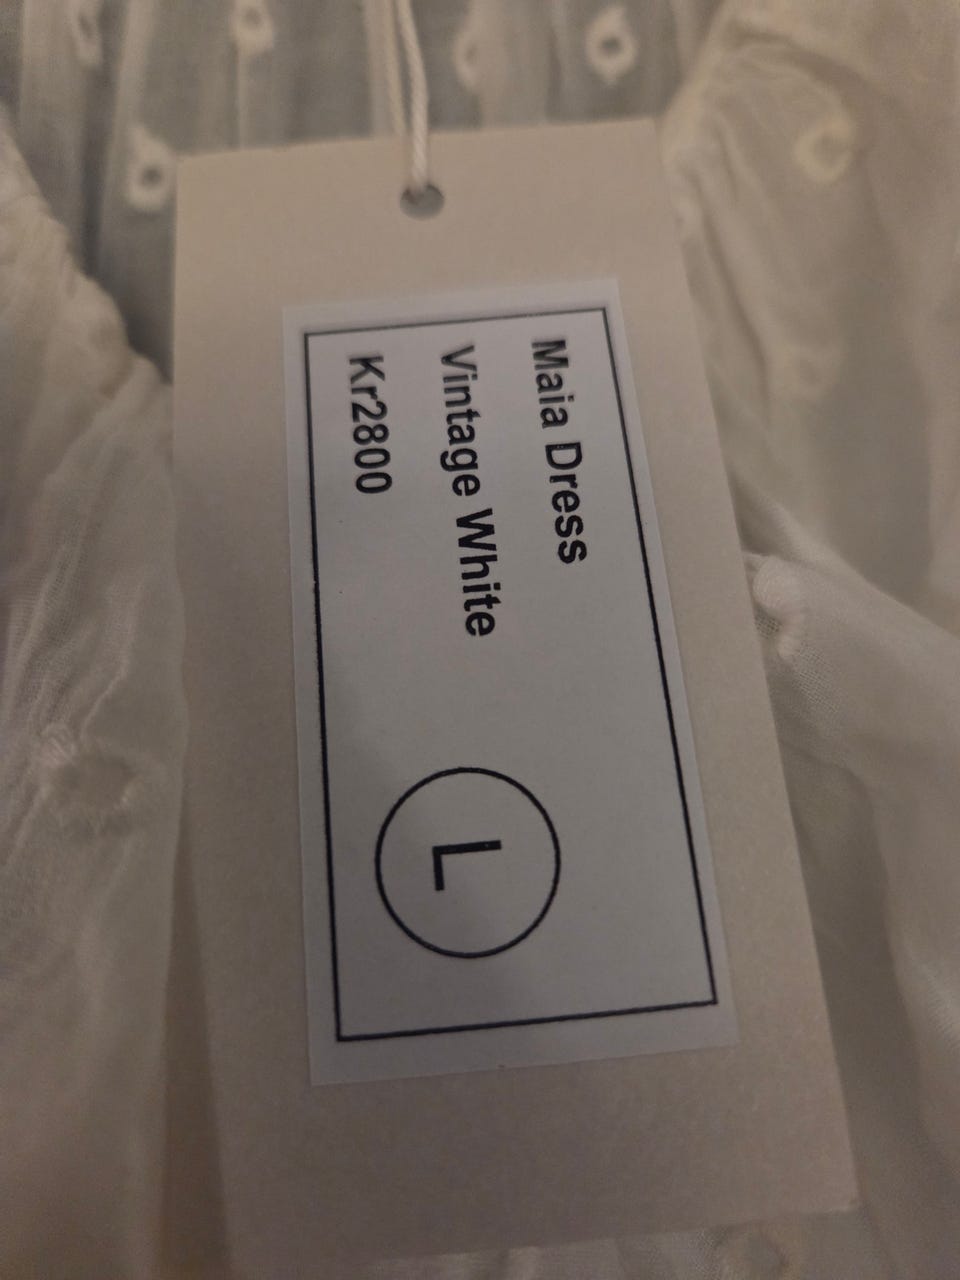 Maia Dress
Vintage White
Kr2800
L